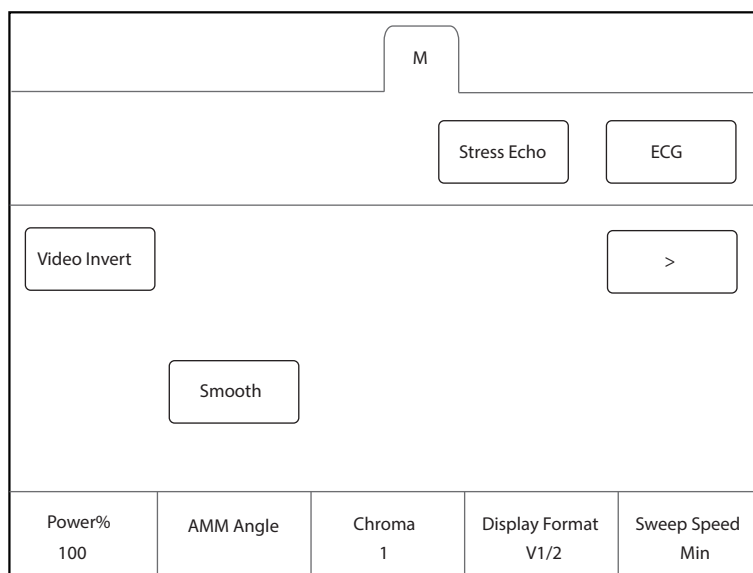 M
Stress Echo
ECG
Video Invert
>
Smooth
Power%
100
AMM Angle
Chroma
1
Display Format
V1/2
Sweep Speed
Min